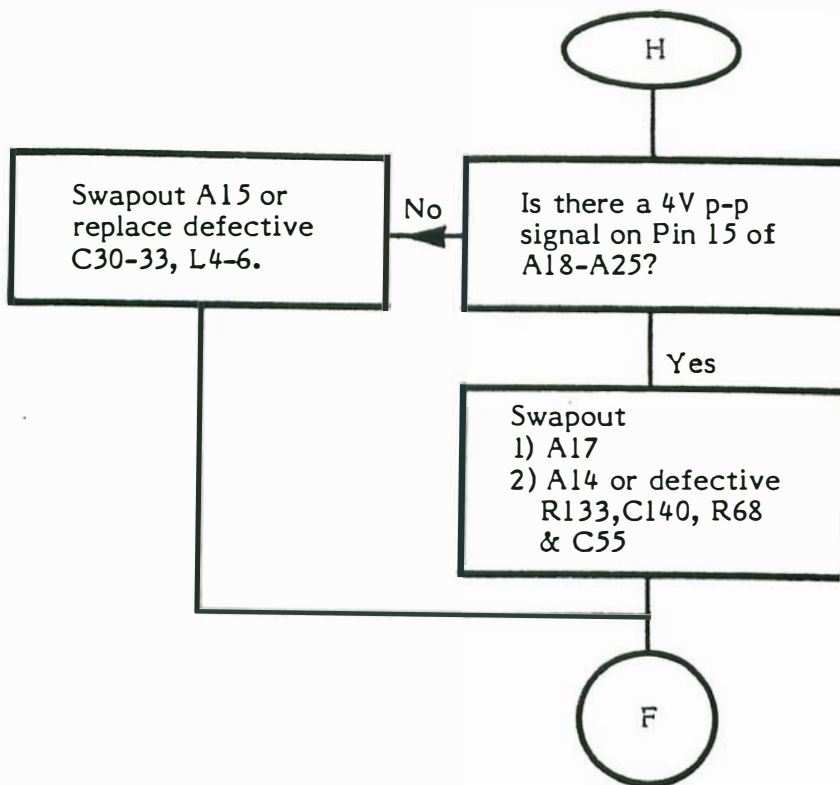 H
Is there a 4V p-p
signal on Pin 15 of
A18-A25?
No
Swapout A15 or
replace defective
C30-33, L4-6.
Yes
Swapout
1) A17
2) A14 or defective
R133,C140, R68
& C55
F